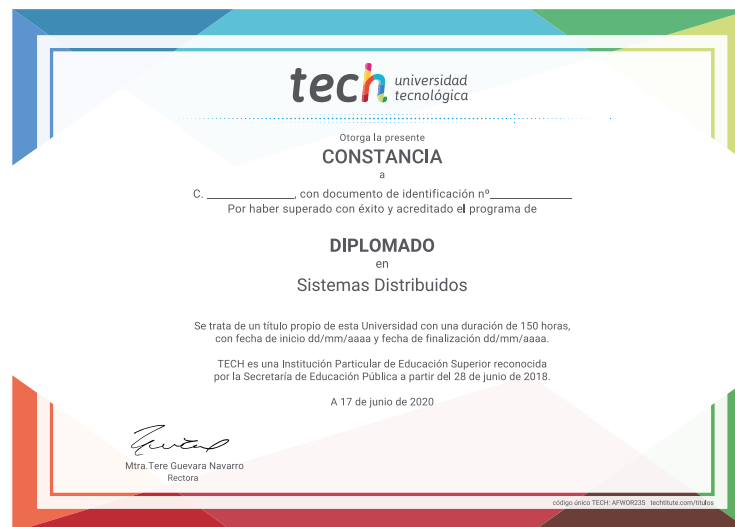 tech universidad
tecnológica
Otorga la presente
CONSTANCIA
a
C. ________________, con documento de identificación nº______________
Por haber superado con éxito y acreditado el programa de
DIPLOMADO
en
Sistemas Distribuidos
Se trata de un título propio de esta Universidad con una duración de 150 horas,
con fecha de inicio dd/mm/aaaa y fecha de finalización dd/mm/aaaa.
TECH es una Institución Particular de Educación Superior reconocida
por la Secretaría de Educación Pública a partir del 28 de junio de 2018.
A 17 de junio de 2020
Mtra.Tere Guevara Navarro
Rectora
código único TECH: AFWOR23S techtitute.com/titulos